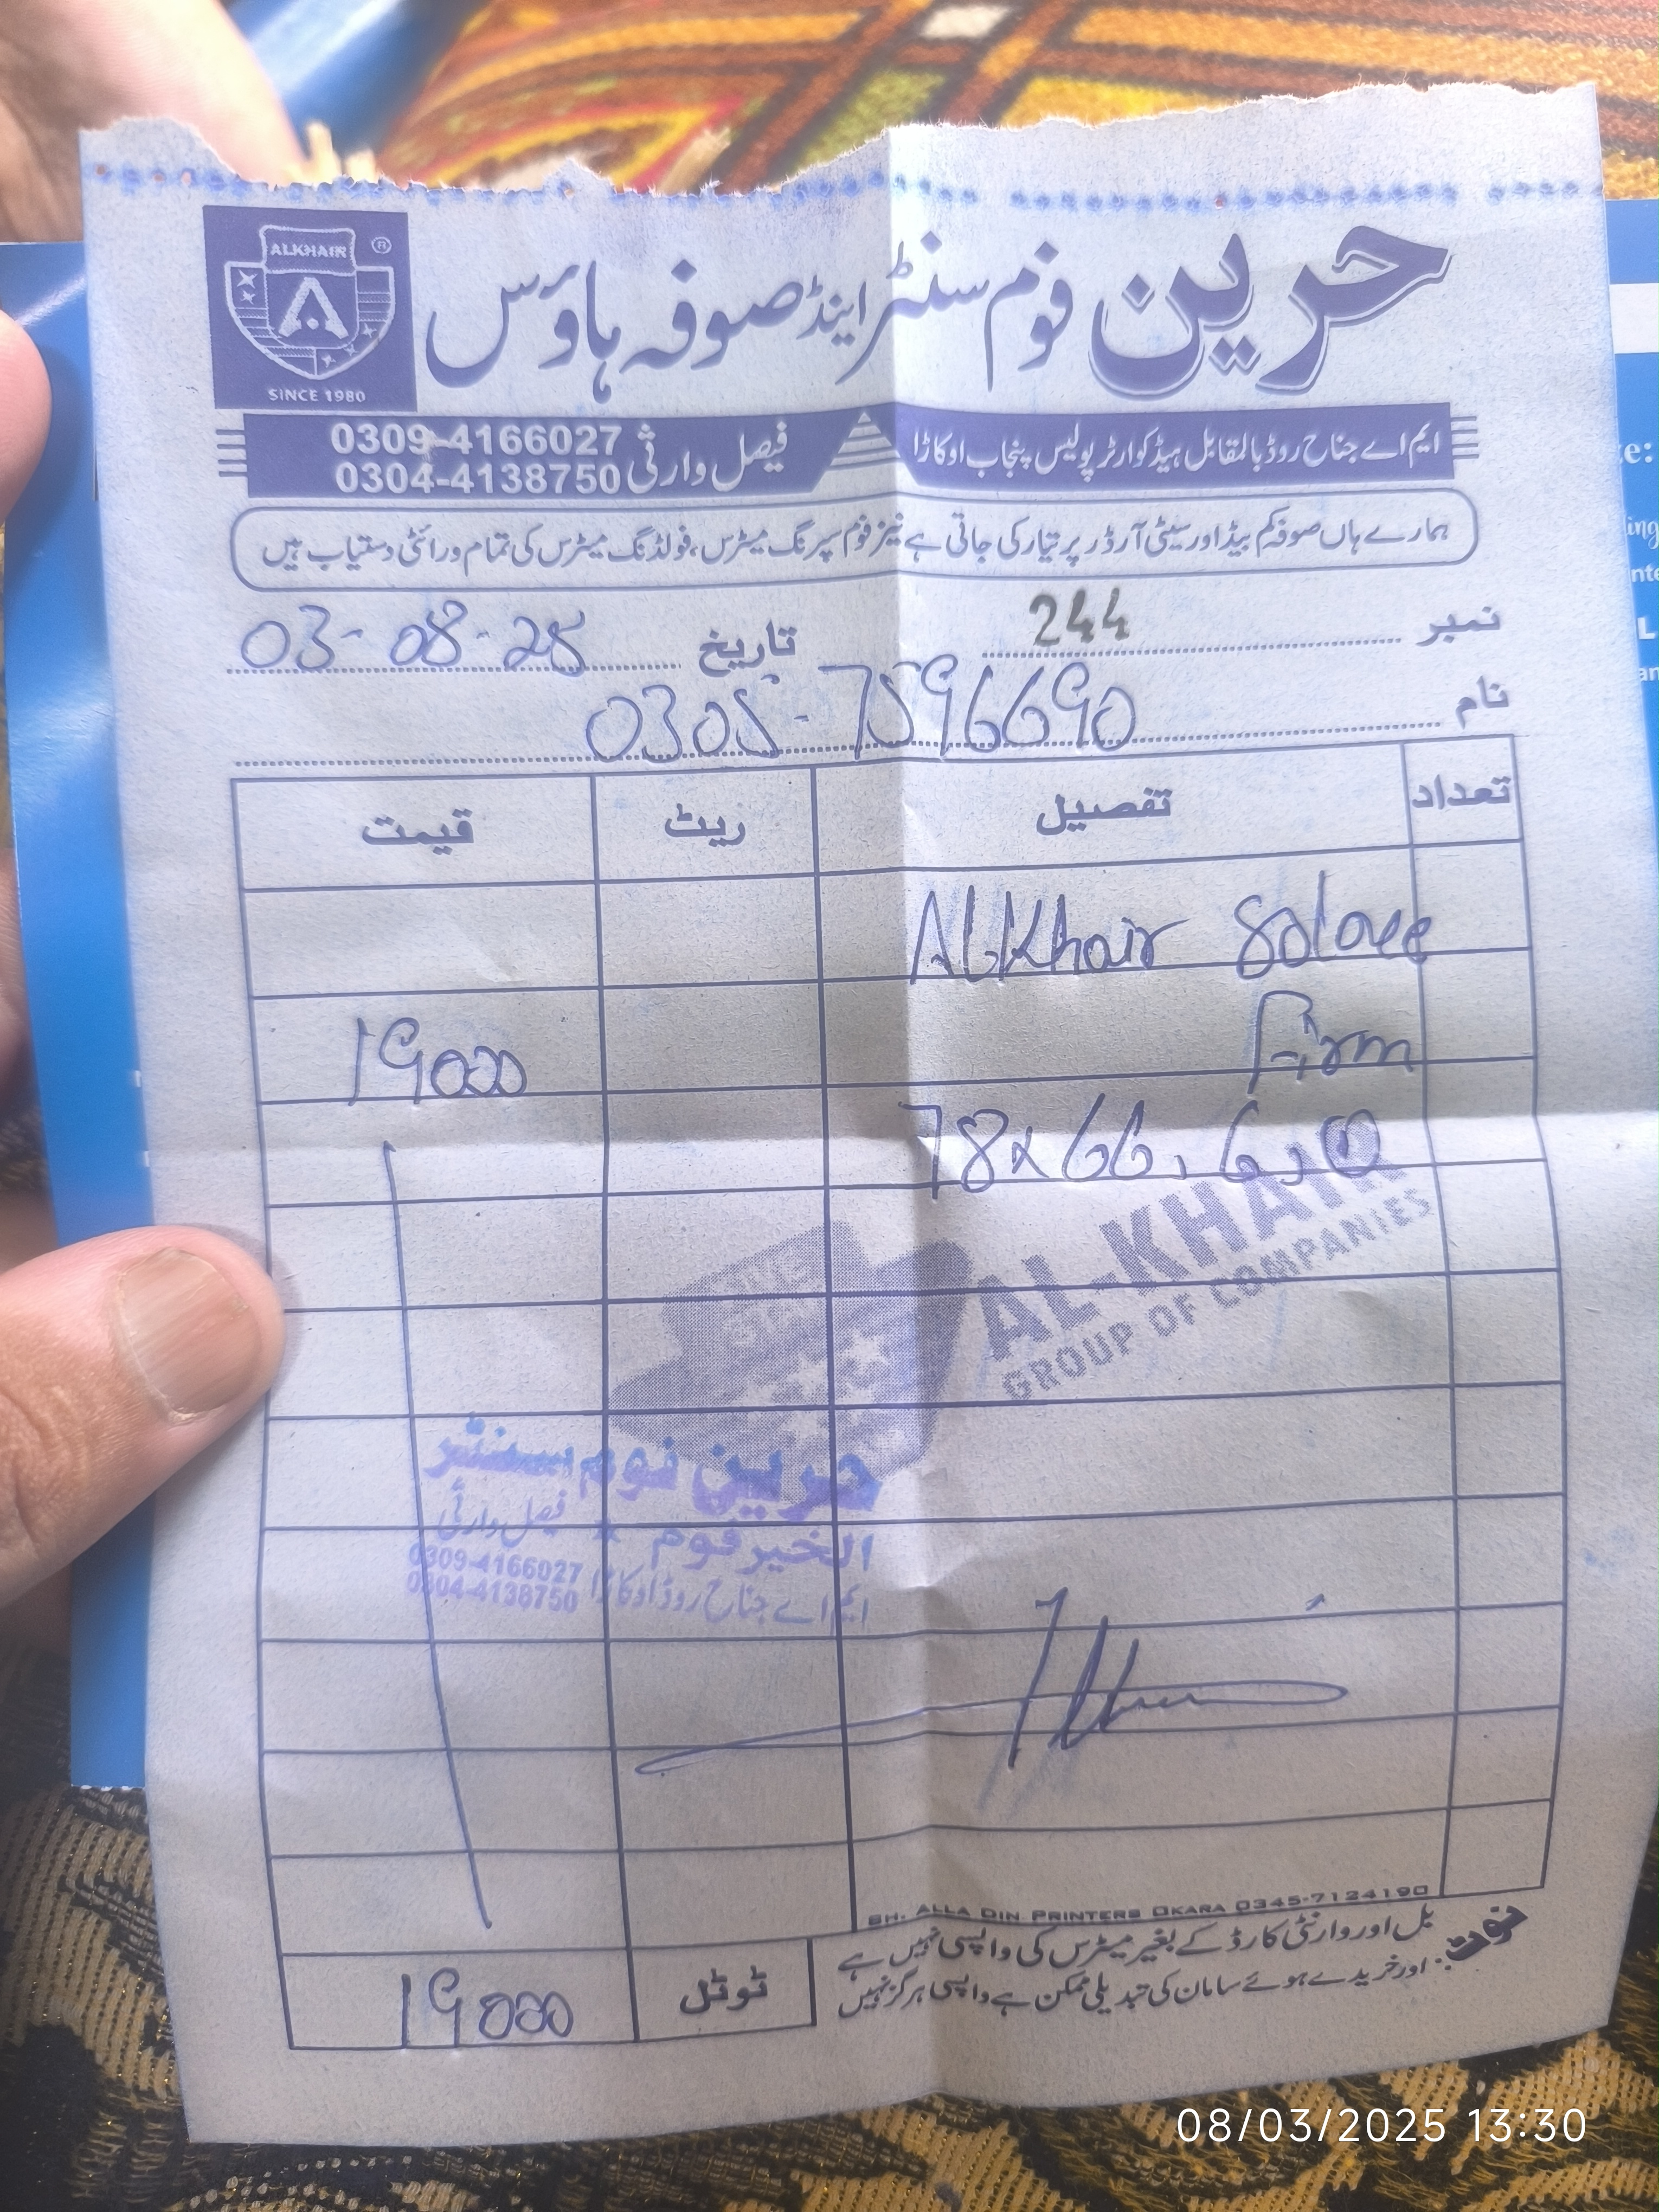 حرین فوم سنٹر اینڈ صوفہ ہاؤس
ALKHAIR ®
SINCE 1980
ایم اے جناح روڈ بالمقابل ہیڈ کوارٹر پولیس پنجاب اوکاڑا
فیصل وارثی 0309-4166027
0304-4138750
ہمارے ہاں صوفہ کم بیڈ اور سیٹی آرڈر پر تیار کی جاتی ہے نیز فوم سپرنگ میٹرس، فولڈنگ میٹرس کی تمام ورائٹی دستیاب ہیں
نمبر 244 تاریخ 03-08-25
نام 0305-7596690
تعداد تفصیل ریٹ قیمت
AlKhair Solace
Firm 19000
78x66, 6, 0
AL-KHAIR
GROUP OF COMPANIES
SINCE
حرین فوم سنٹر
الخیر فوم فیصل وارثی
0309-4166027
ایم اے جناح روڈ اوکاڑا 0304-4138750
SH. ALLA DIN PRINTERS OKARA 0345-7124190
نوٹ: بل اور وارنٹی کارڈ کے بغیر میٹرس کی واپسی نہیں ہے
اور خریدے ہوئے سامان کی تبدیلی ممکن ہے واپسی ہرگز نہیں
ٹوٹل 19000
08/03/2025 13:30